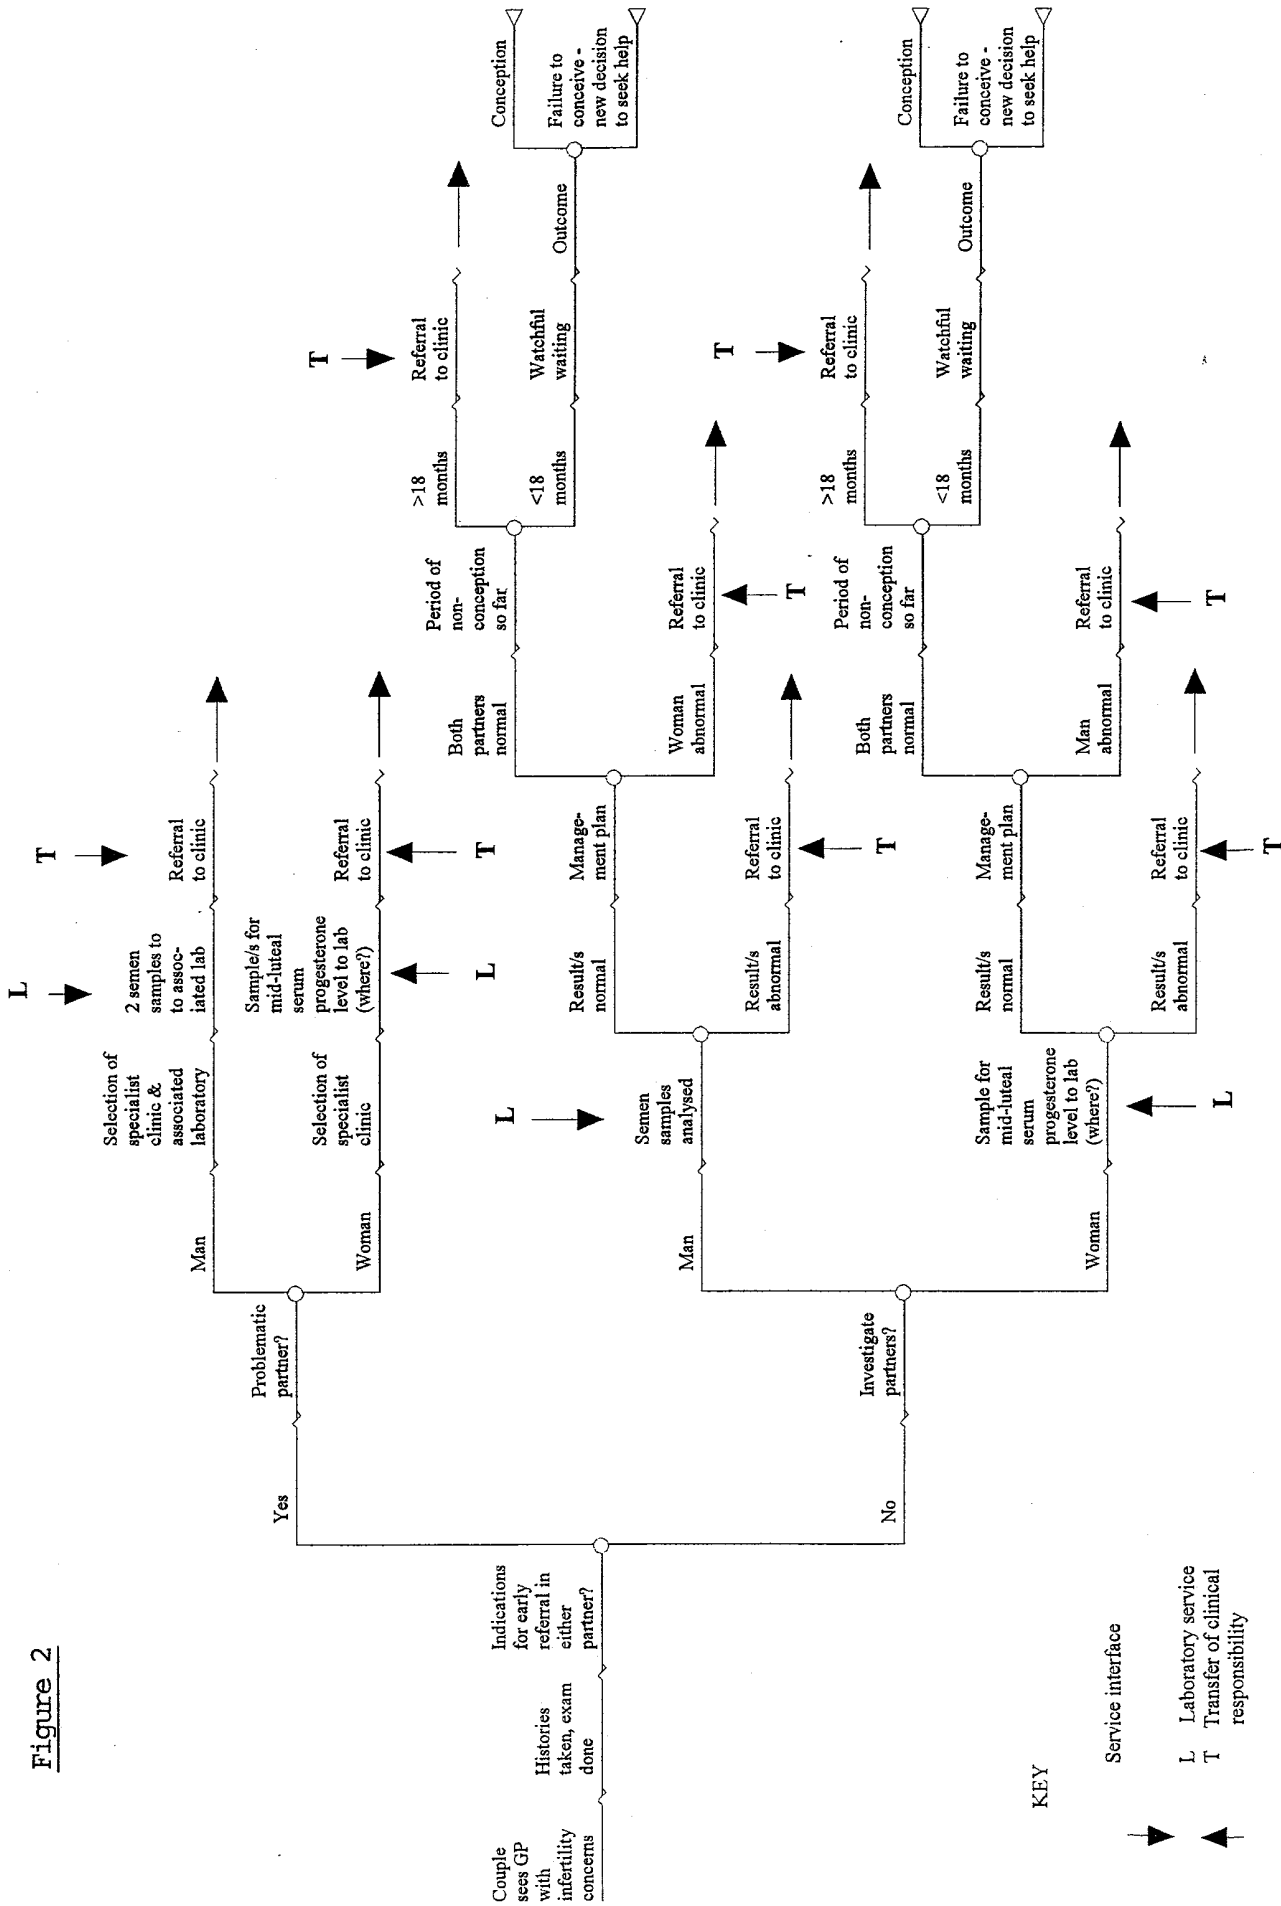 Figure 2
Couple
sees GP
with
infertility
concerns
Histories
taken, exam
done
Indications
for early
referral in
either
partner?
Yes
Problematic
partner?
Man
Selection of
specialist
clinic &
associated
laboratory
L
2 semen
samples to
to assoc-
iated lab
T
Referral
to clinic
Woman
Selection of
specialist
clinic
Sample/s for
mid-luteal
serum
progesterone
level to lab
(where?)
L
Referral
to clinic
T
No
Investigate
partners?
Man
L
Semen
samples
analysed
Result/s
normal
Manage-
ment plan
Both
partners
normal
Period of
non-
conception
so far
>18
months
T
Referral
to clinic
<18
months
Watchful
waiting
Outcome
Conception
Failure to
conceive -
new decision
to seek help
Woman
abnormal
Referral
to clinic
T
Result/s
abnormal
Referral
to clinic
T
Woman
Sample for
mid-luteal
serum
progesterone
level to lab
(where?)
L
Result/s
normal
Manage-
ment plan
Both
partners
normal
Period of
non-
conception
so far
>18
months
T
Referral
to clinic
<18
months
Watchful
waiting
Outcome
Conception
Failure to
conceive -
new decision
to seek help
Man
abnormal
Referral
to clinic
T
Result/s
abnormal
Referral
to clinic
T
KEY
Service interface
L Laboratory service
T Transfer of clinical
responsibility